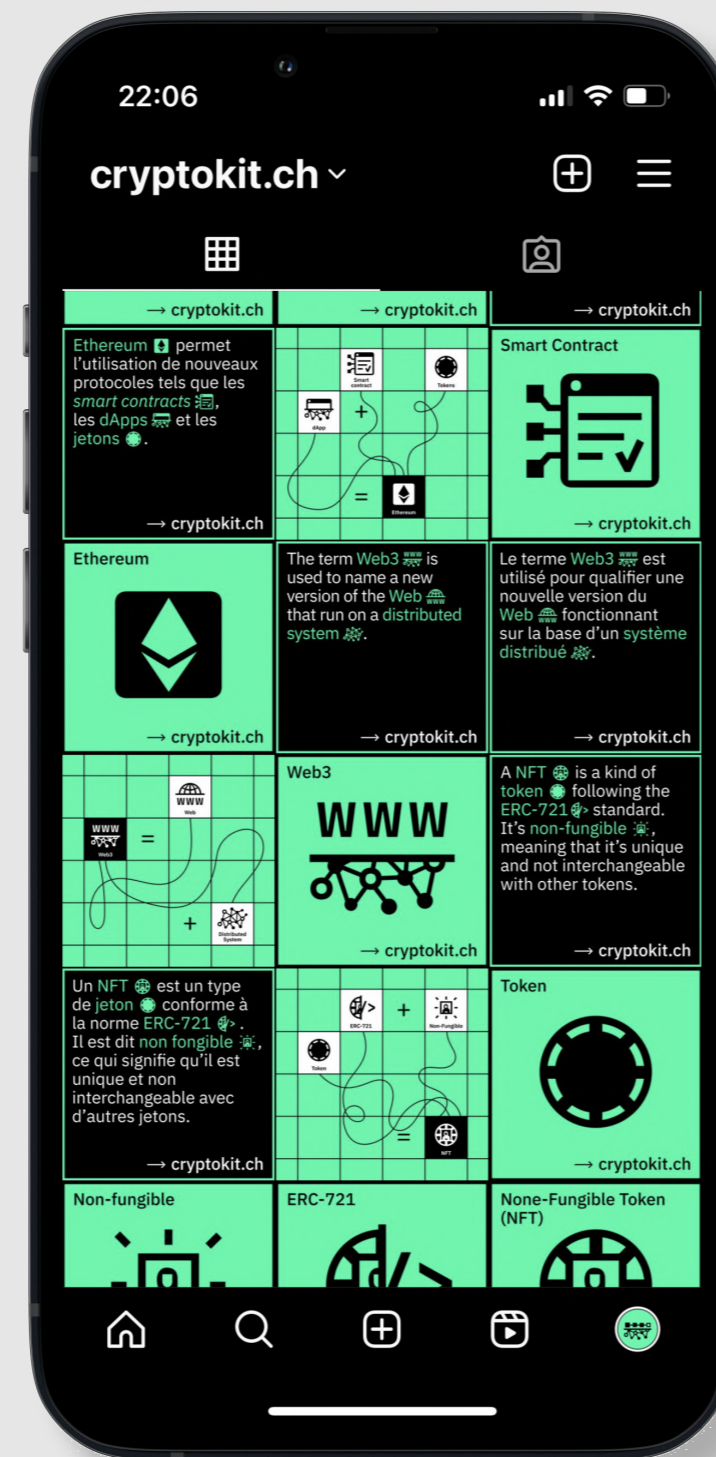 22:06
cryptokit.ch
→ cryptokit.ch
→ cryptokit.ch
→ cryptokit.ch
Ethereum permet
l’utilisation de nouveaux
protocoles tels que les
smart contracts,
les dApps et les
jetons.
→ cryptokit.ch
Smart
contract
Tokens
dApp
+
=
Ethereum
Smart Contract
→ cryptokit.ch
Ethereum
→ cryptokit.ch
The term Web3 is
used to name a new
version of the Web
that run on a distributed
system.
→ cryptokit.ch
Le terme Web3 est
utilisé pour qualifier une
nouvelle version du
Web fonctionnant
sur la base d’un système
distribué.
→ cryptokit.ch
WWW
Web
WWW
Web3
=
+
Distributed
System
Web3
WWW
→ cryptokit.ch
A NFT is a kind of
token following the
ERC-721 standard.
It’s non-fungible,
meaning that it’s unique
and not interchangeable
with other tokens.
→ cryptokit.ch
Un NFT est un type
de jeton conforme à
la norme ERC-721.
Il est dit non fongible,
ce qui signifie qu’il est
unique et non
interchangeable avec
d’autres jetons.
→ cryptokit.ch
ERC-721
+
Non-Fungible
Token
=
NFT
Token
→ cryptokit.ch
Non-fungible
ERC-721
None-Fungible Token
(NFT)